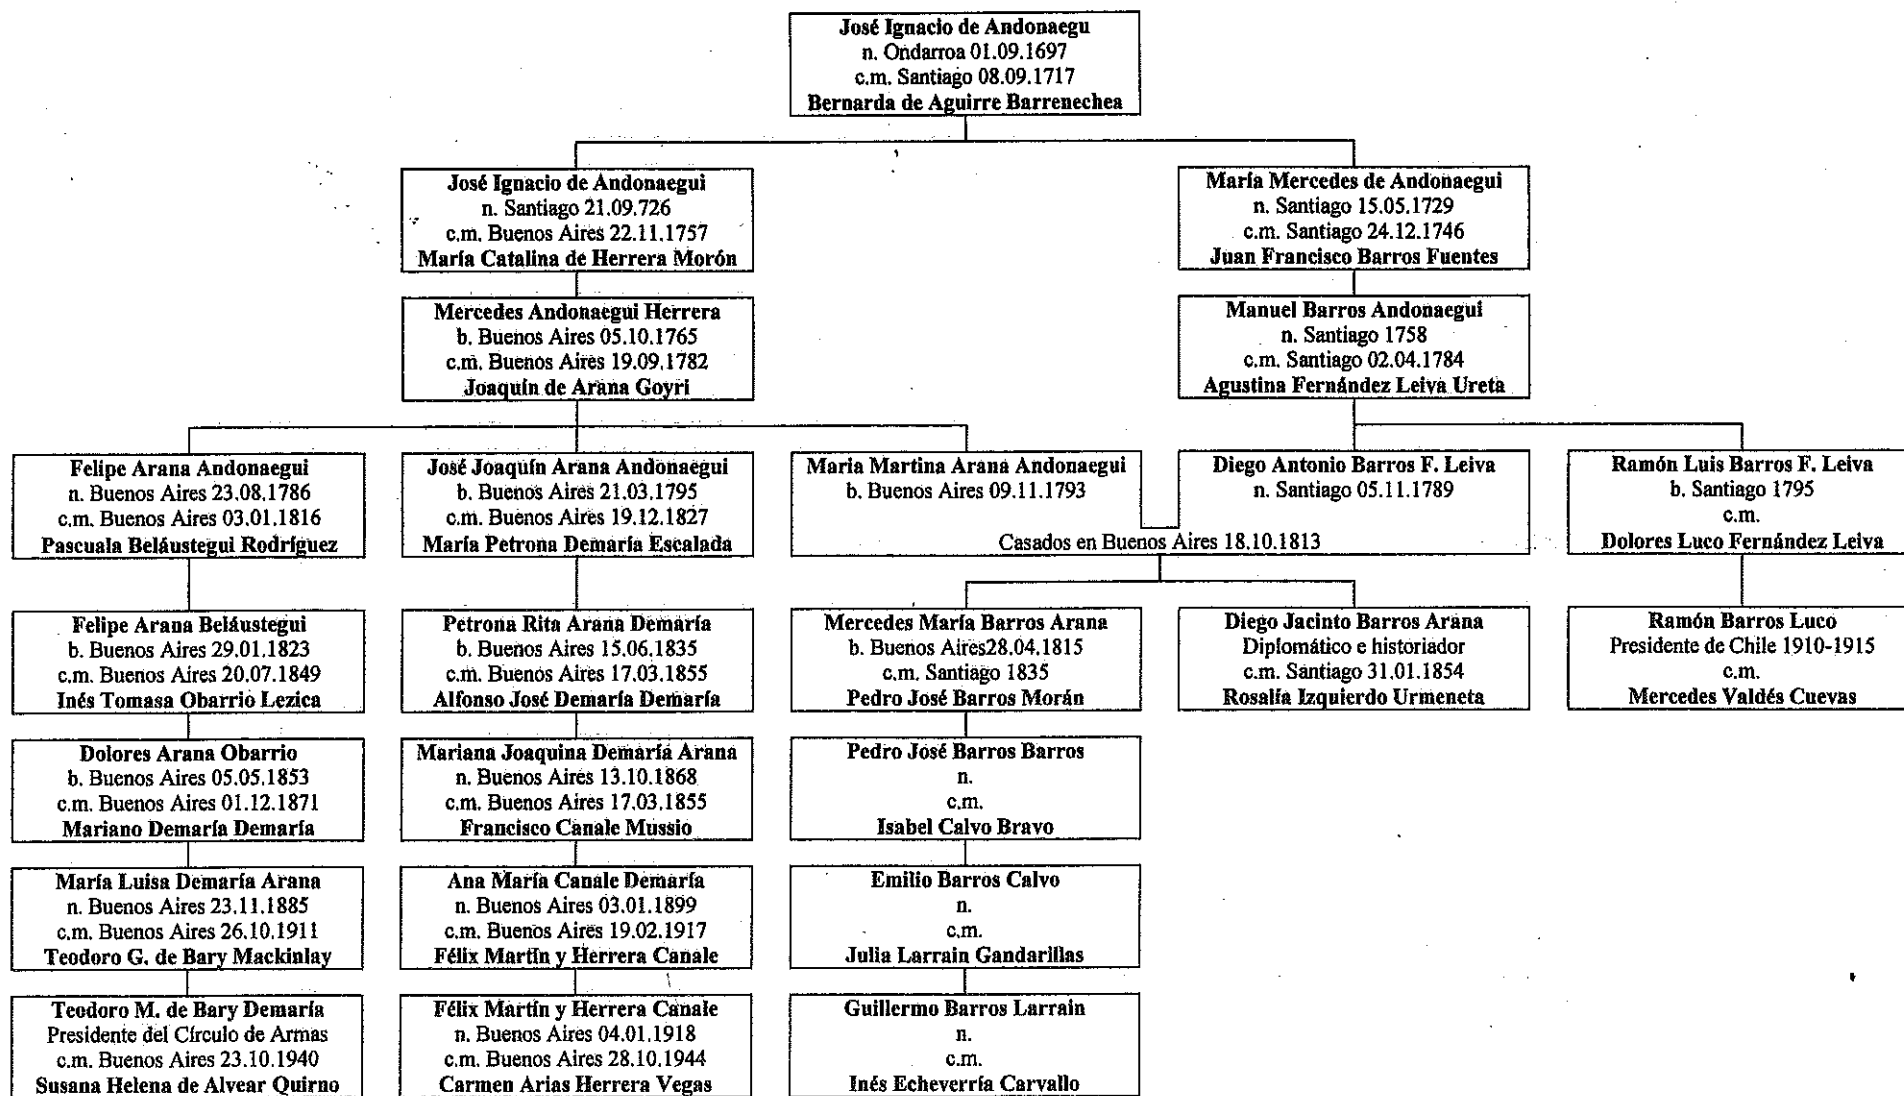 José Ignacio de Andonaegu
n. Ondarroa 01.09.1697
c.m. Santiago 08.09.1717
Bernarda de Aguirre Barrenechea
José Ignacio de Andonaegui
n. Santiago 21.09.726
c.m. Buenos Aires 22.11.1757
María Catalina de Herrera Morón
María Mercedes de Andonaegui
n. Santiago 15.05.1729
c.m. Santiago 24.12.1746
Juan Francisco Barros Fuentes
Mercedes Andonaegui Herrera
b. Buenos Aires 05.10.1765
c.m. Buenos Aires 19.09.1782
Joaquín de Arana Goyri
Manuel Barros Andonaegui
n. Santiago 1758
c.m. Santiago 02.04.1784
Agustina Fernández Leiva Ureta
Felipe Arana Andonaegui
n. Buenos Aires 23.08.1786
c.m. Buenos Aires 03.01.1816
Pascuala Beláustegui Rodríguez
José Joaquín Arana Andonaegui
b. Buenos Aires 21.03.1795
c.m. Buenos Aires 19.12.1827
María Petrona Demaría Escalada
Maria Martina Arana Andonaegui
b. Buenos Aires 09.11.1793
Diego Antonio Barros F. Leiva
n. Santiago 05.11.1789
Casados en Buenos Aires 18.10.1813
Ramón Luis Barros F. Leiva
b. Santiago 1795
c.m.
Dolores Luco Fernández Leiva
Felipe Arana Beláustegui
b. Buenos Aires 29.01.1823
c.m. Buenos Aires 20.07.1849
Inés Tomasa Obarrio Lezica
Petrona Rita Arana Demaría
b. Buenos Aires 15.06.1835
c.m. Buenos Aires 17.03.1855
Alfonso José Demaría Demaría
Mercedes María Barros Arana
b. Buenos Aires28.04.1815
c.m. Santiago 1835
Pedro José Barros Morán
Diego Jacinto Barros Arana
Diplomático e historiador
c.m. Santiago 31.01.1854
Rosalía Izquierdo Urmeneta
Ramón Barros Luco
Presidente de Chile 1910-1915
c.m.
Mercedes Valdés Cuevas
Dolores Arana Obarrio
b. Buenos Aires 05.05.1853
c.m. Buenos Aires 01.12.1871
Mariano Demaría Demaría
Mariana Joaquina Demaría Arana
n. Buenos Aires 13.10.1868
c.m. Buenos Aires 17.03.1855
Francisco Canale Mussio
Pedro José Barros Barros
n.
c.m.
Isabel Calvo Bravo
María Luisa Demaría Arana
n. Buenos Aires 23.11.1885
c.m. Buenos Aires 26.10.1911
Teodoro G. de Bary Mackinlay
Ana María Canale Demaría
n. Buenos Aires 03.01.1899
c.m. Buenos Aires 19.02.1917
Félix Martín y Herrera Canale
Emilio Barros Calvo
n.
c.m.
Julia Larrain Gandarillas
Teodoro M. de Bary Demaría
Presidente del Círculo de Armas
c.m. Buenos Aires 23.10.1940
Susana Helena de Alvear Quirno
Félix Martín y Herrera Canale
n. Buenos Aires 04.01.1918
c.m. Buenos Aires 28.10.1944
Carmen Arias Herrera Vegas
Guillermo Barros Larrain
n.
c.m.
Inés Echeverría Carvallo